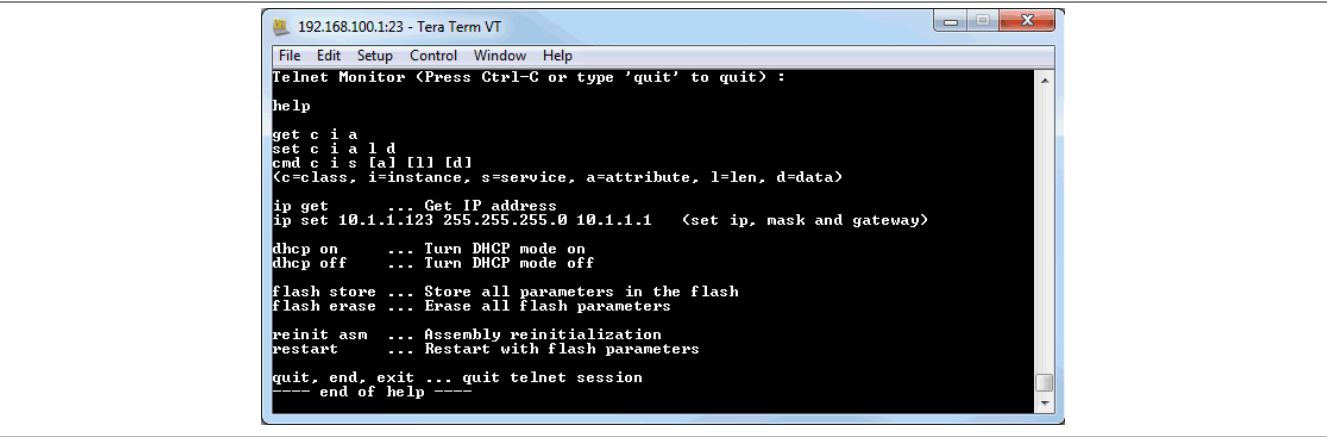 192.168.100.1:23 - Tera Term VT
File Edit Setup Control Window Help
Telnet Monitor (Press Ctrl-C or type 'quit' to quit) :
help
get c i a
set c i a l d
cmd c i s [a] [l] [d]
(c=class, i=instance, s=service, a=attribute, l=len, d=data)
ip get ... Get IP address
ip set 10.1.1.123 255.255.255.0 10.1.1.1 (set ip, mask and gateway)
dhcp on ... Turn DHCP mode on
dhcp off ... Turn DHCP mode off
flash store ... Store all parameters in the flash
flash erase ... Erase all flash parameters
reinit asm ... Assembly reinitialization
restart ... Restart with flash parameters
quit, end, exit ... quit telnet session
---- end of help ----